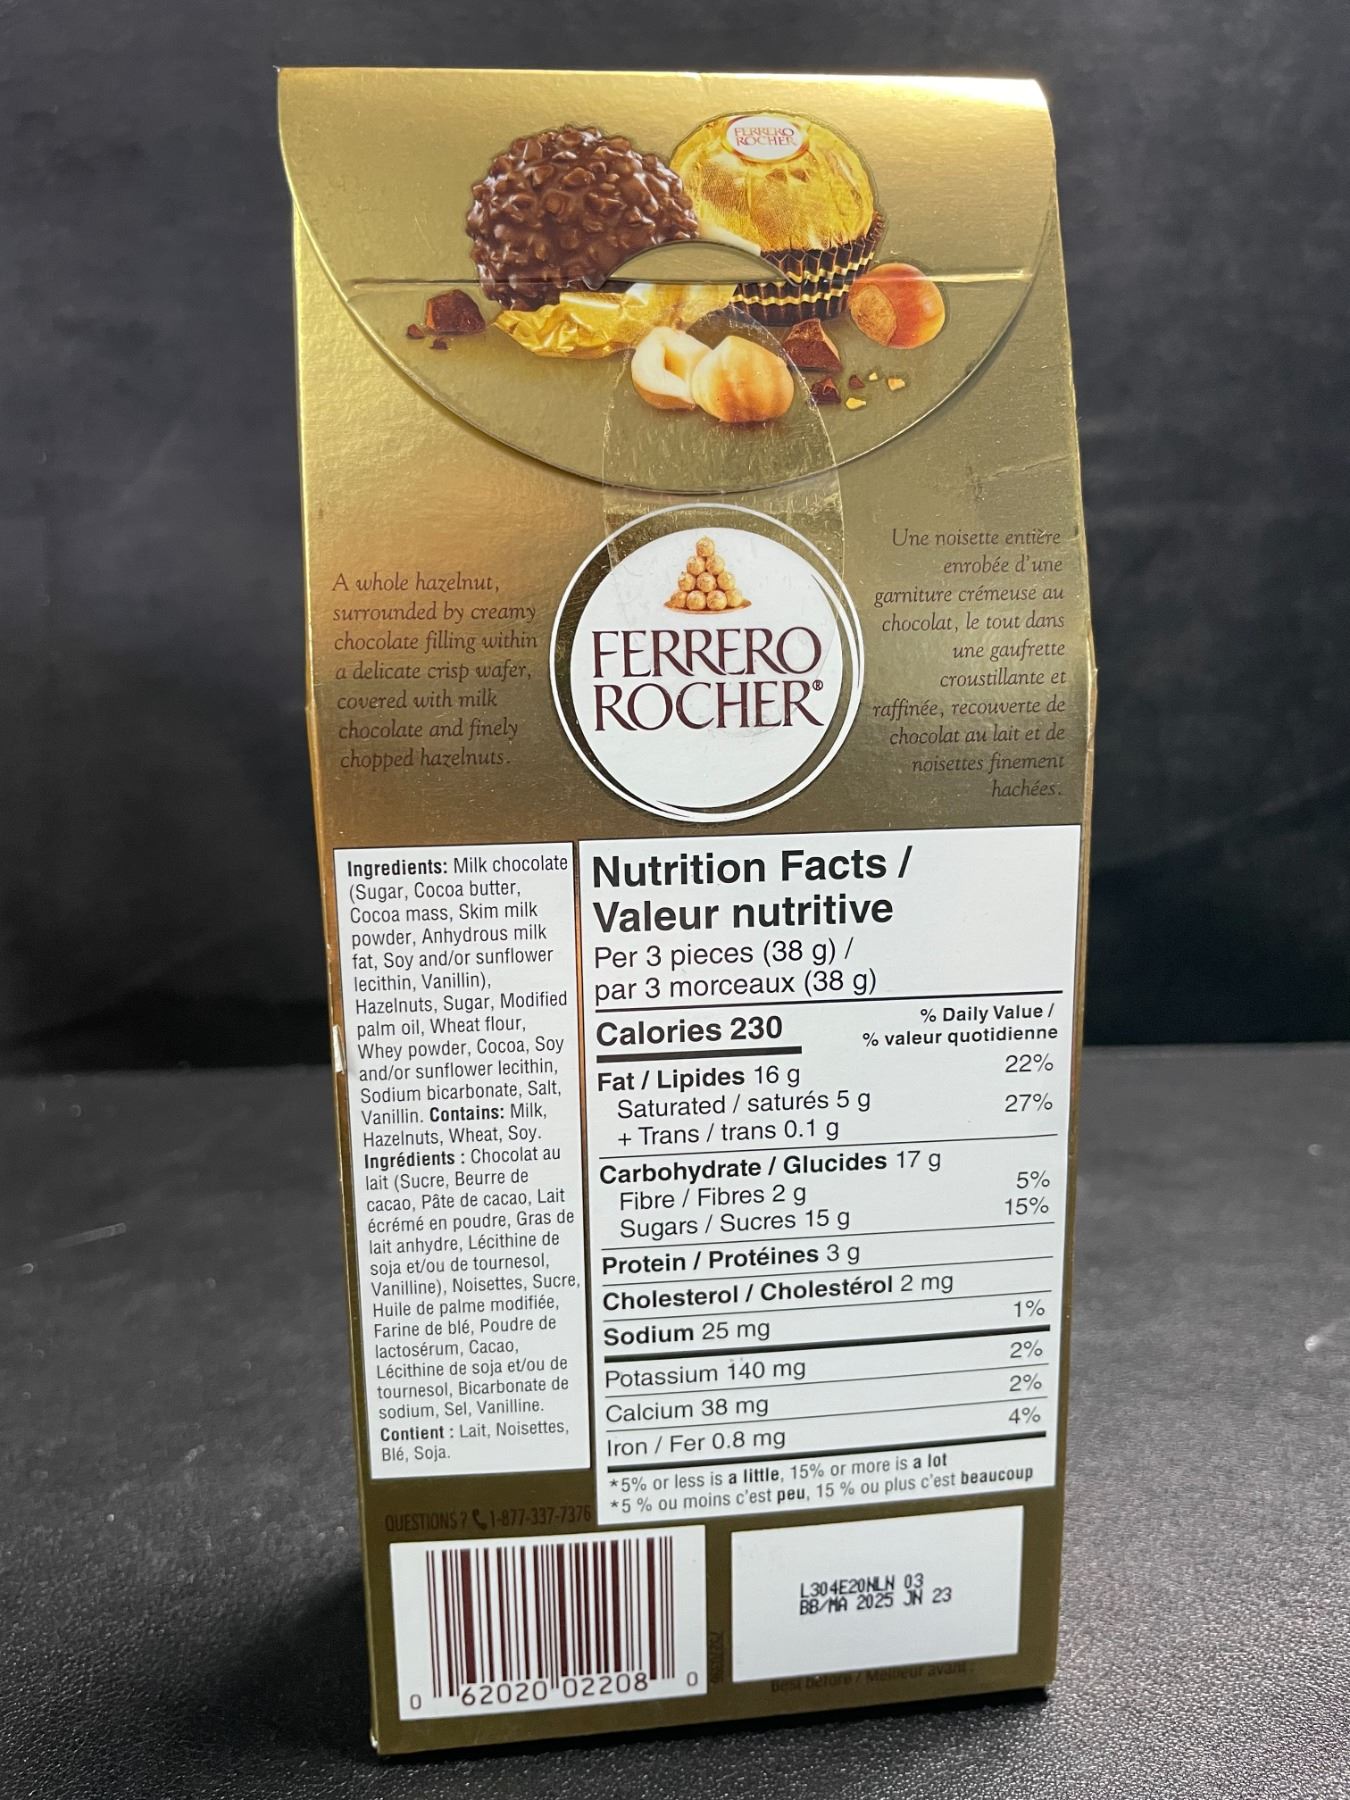 FERRERO
ROCHER
A whole hazelnut,
surrounded by creamy
chocolate filling within
a delicate crisp wafer,
covered with milk
chocolate and finely
chopped hazelnuts.
FERRERO
ROCHER®
Une noisette entière
enrobée d'une
garniture crémeuse au
chocolat, le tout dans
une gaufrette
croustillante et
raffinée, recouverte de
chocolat au lait et de
noisettes finement
hachées.
Ingredients: Milk chocolate
(Sugar, Cocoa butter,
Cocoa mass, Skim milk
powder, Anhydrous milk
fat, Soy and/or sunflower
lecithin, Vanillin),
Hazelnuts, Sugar, Modified
palm oil, Wheat flour,
Whey powder, Cocoa, Soy
and/or sunflower lecithin,
Sodium bicarbonate, Salt,
Vanillin. Contains: Milk,
Hazelnuts, Wheat, Soy.
Ingrédients : Chocolat au
lait (Sucre, Beurre de
cacao, Pâte de cacao, Lait
écrémé en poudre, Gras de
lait anhydre, Lécithine de
soja et/ou de tournesol,
Vanilline), Noisettes, Sucre,
Huile de palme modifiée,
Farine de blé, Poudre de
lactosérum, Cacao,
Lécithine de soja et/ou de
tournesol, Bicarbonate de
sodium, Sel, Vanilline.
Contient : Lait, Noisettes,
Blé, Soja.
Nutrition Facts /
Valeur nutritive
Per 3 pieces (38 g) /
par 3 morceaux (38 g)
Calories 230
% Daily Value /
% valeur quotidienne
Fat / Lipides 16 g 22%
Saturated / saturés 5 g 27%
+ Trans / trans 0.1 g
Carbohydrate / Glucides 17 g
Fibre / Fibres 2 g 5%
Sugars / Sucres 15 g 15%
Protein / Protéines 3 g
Cholesterol / Cholestérol 2 mg
Sodium 25 mg 1%
Potassium 140 mg 2%
Calcium 38 mg 2%
Iron / Fer 0.8 mg 4%
*5% or less is a little, 15% or more is a lot
*5 % ou moins c'est peu, 15 % ou plus c'est beaucoup
QUESTIONS ? 1-877-337-7376
0 62020 02208 0
L304E20NLN 03
BB/MA 2025 JN 23
Best before / Meilleur avant :